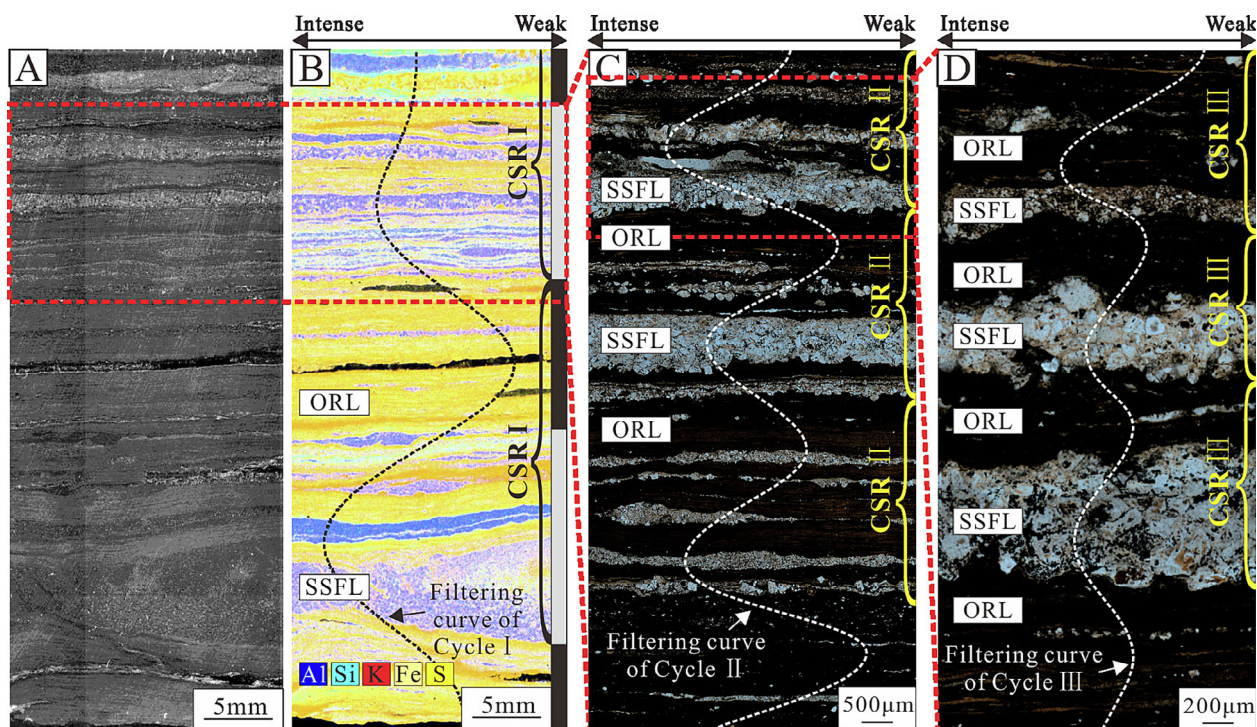 Intense
Weak
Intense
Weak
Intense
Weak
A
B
C
D
CSR I
CSR I
ORL
SSFL
Filtering
curve of
Cycle I
Al Si K Fe S
5mm
5mm
CSR II
SSFL
ORL
CSR II
SSFL
ORL
CSR II
Filtering curve
of Cycle II
500μm
CSR III
ORL
SSFL
ORL
CSR III
SSFL
ORL
CSR III
SSFL
ORL
Filtering curve
of Cycle III
200μm